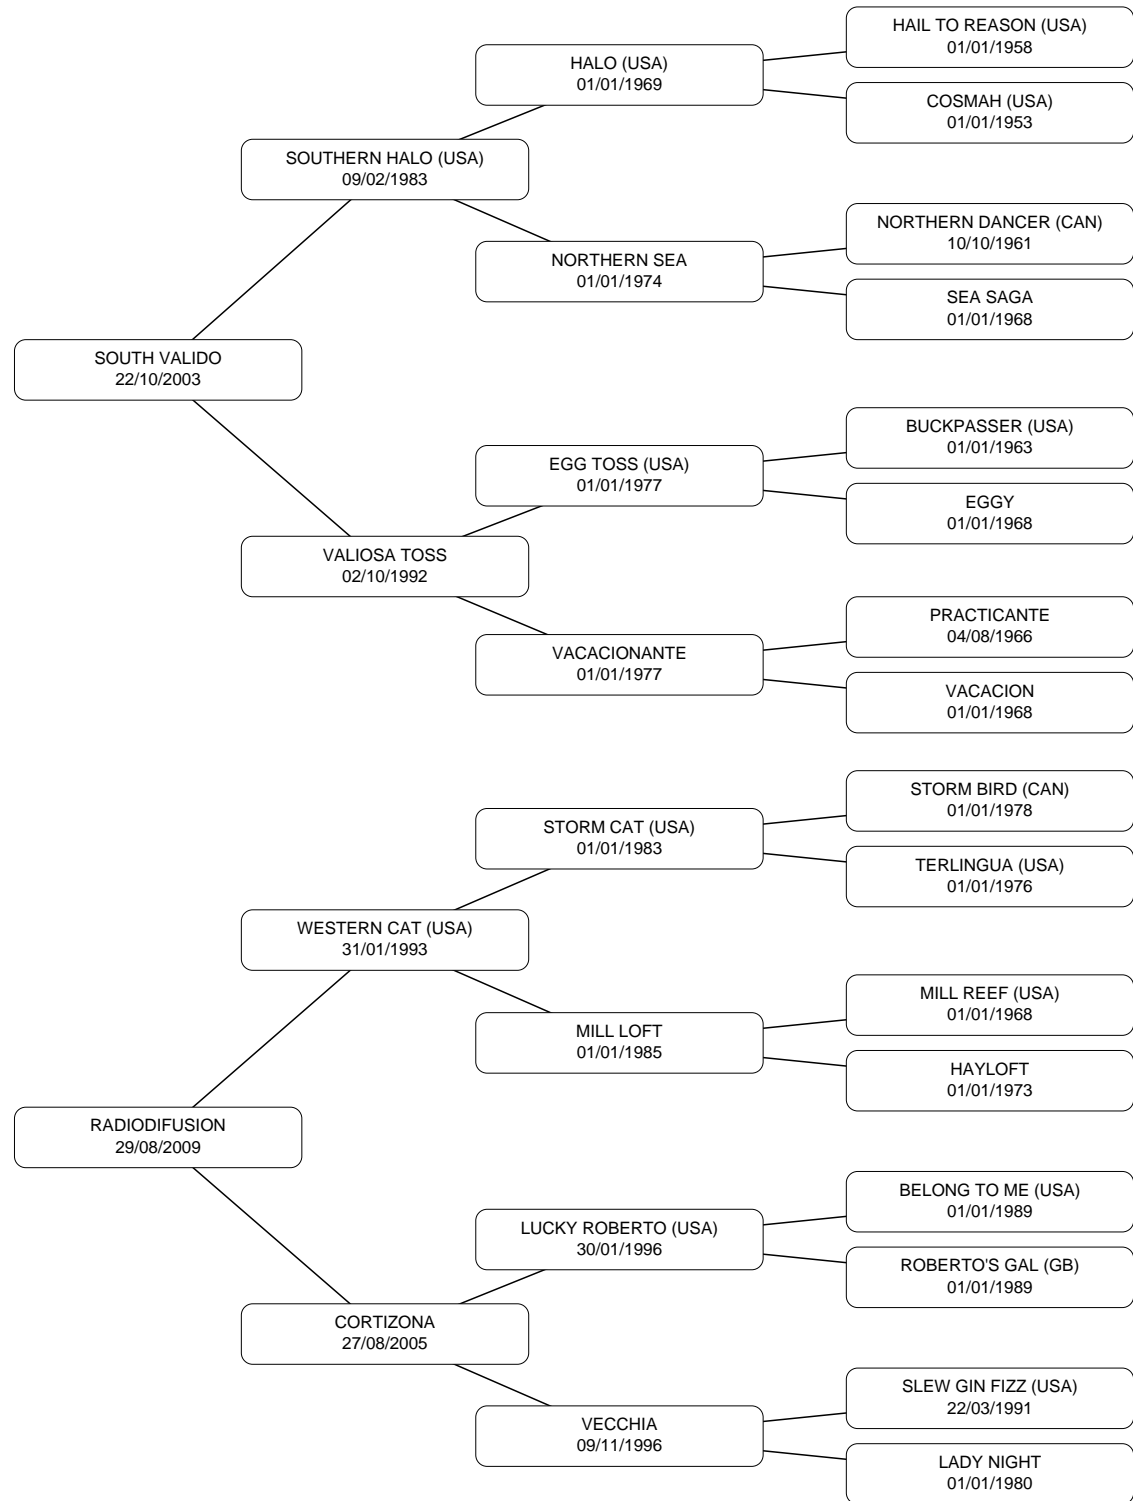 HAIL TO REASON (USA)
01/01/1958
HALO (USA)
01/01/1969
COSMAH (USA)
01/01/1953
SOUTHERN HALO (USA)
09/02/1983
NORTHERN DANCER (CAN)
10/10/1961
NORTHERN SEA
01/01/1974
SEA SAGA
01/01/1968
SOUTH VALIDO
22/10/2003
BUCKPASSER (USA)
01/01/1963
EGG TOSS (USA)
01/01/1977
EGGY
01/01/1968
VALIOSA TOSS
02/10/1992
PRACTICANTE
04/08/1966
VACACIONANTE
01/01/1977
VACACION
01/01/1968
STORM BIRD (CAN)
01/01/1978
STORM CAT (USA)
01/01/1983
TERLINGUA (USA)
01/01/1976
WESTERN CAT (USA)
31/01/1993
MILL REEF (USA)
01/01/1968
MILL LOFT
01/01/1985
HAYLOFT
01/01/1973
RADIODIFUSION
29/08/2009
BELONG TO ME (USA)
01/01/1989
LUCKY ROBERTO (USA)
30/01/1996
ROBERTO'S GAL (GB)
01/01/1989
CORTIZONA
27/08/2005
SLEW GIN FIZZ (USA)
22/03/1991
VECCHIA
09/11/1996
LADY NIGHT
01/01/1980